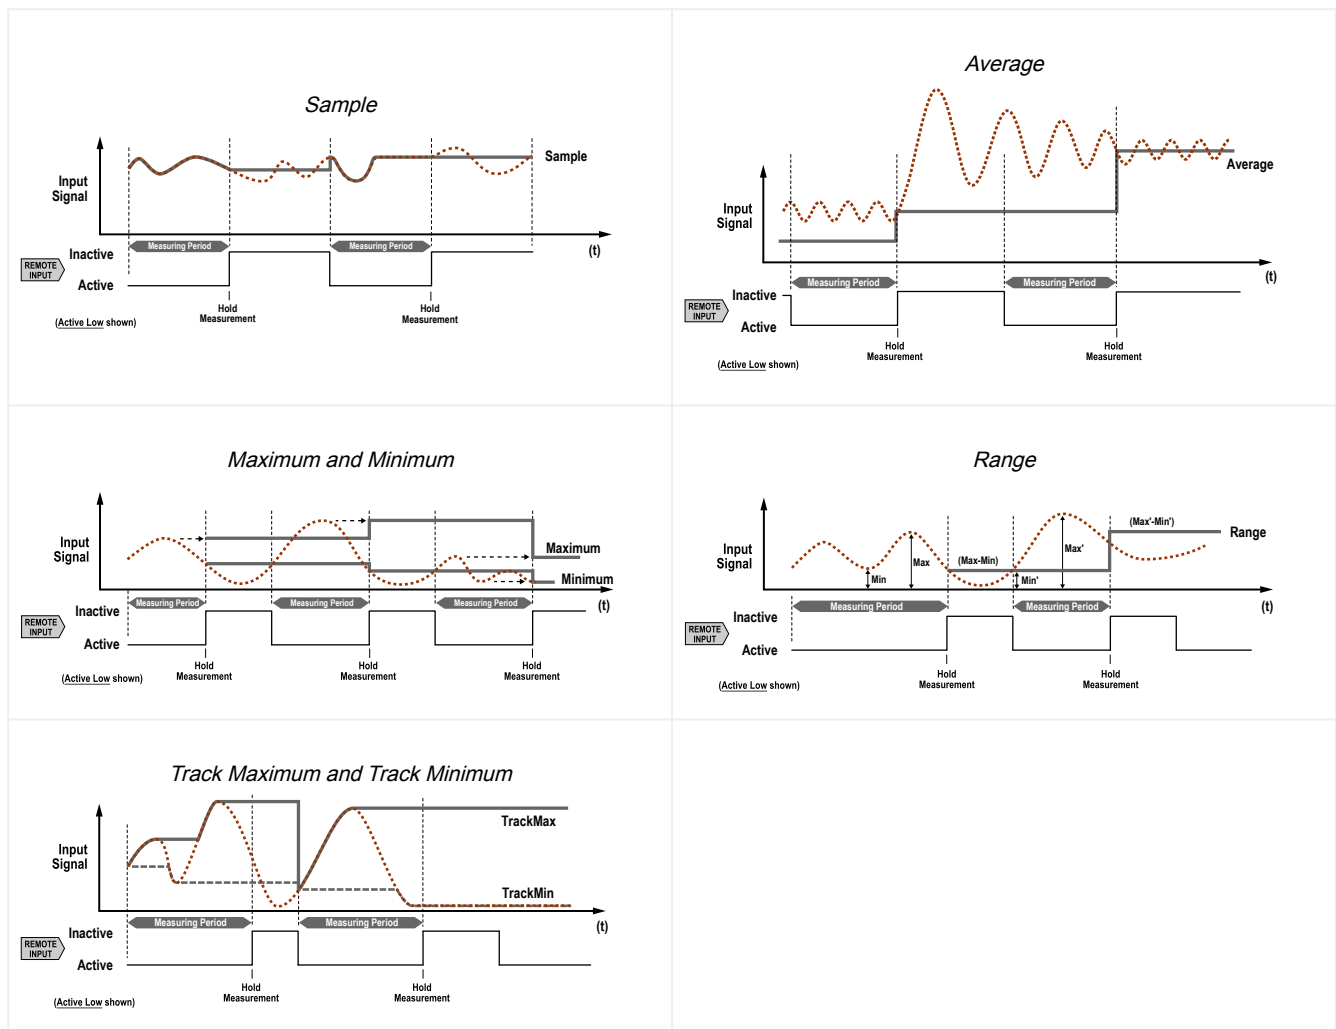 Sample
Input
Signal
Sample
(t)
Measuring Period
Measuring Period
Inactive
REMOTE
INPUT
Active
Hold
Measurement
Hold
Measurement
(Active Low shown)
Average
Input
Signal
Average
(t)
Measuring Period
Measuring Period
Inactive
REMOTE
INPUT
Active
Hold
Measurement
Hold
Measurement
(Active Low shown)
Maximum and Minimum
Input
Signal
Maximum
Minimum
(t)
Measuring Period
Measuring Period
Measuring Period
Inactive
REMOTE
INPUT
Active
Hold
Measurement
Hold
Measurement
Hold
Measurement
(Active Low shown)
Range
Input
Signal
Min
Max
(Max-Min)
Min'
Max'
(Max'-Min')
Range
(t)
Measuring Period
Measuring Period
Inactive
REMOTE
INPUT
Active
Hold
Measurement
Hold
Measurement
(Active Low shown)
Track Maximum and Track Minimum
Input
Signal
TrackMax
TrackMin
(t)
Measuring Period
Measuring Period
Inactive
REMOTE
INPUT
Active
Hold
Measurement
Hold
Measurement
(Active Low shown)